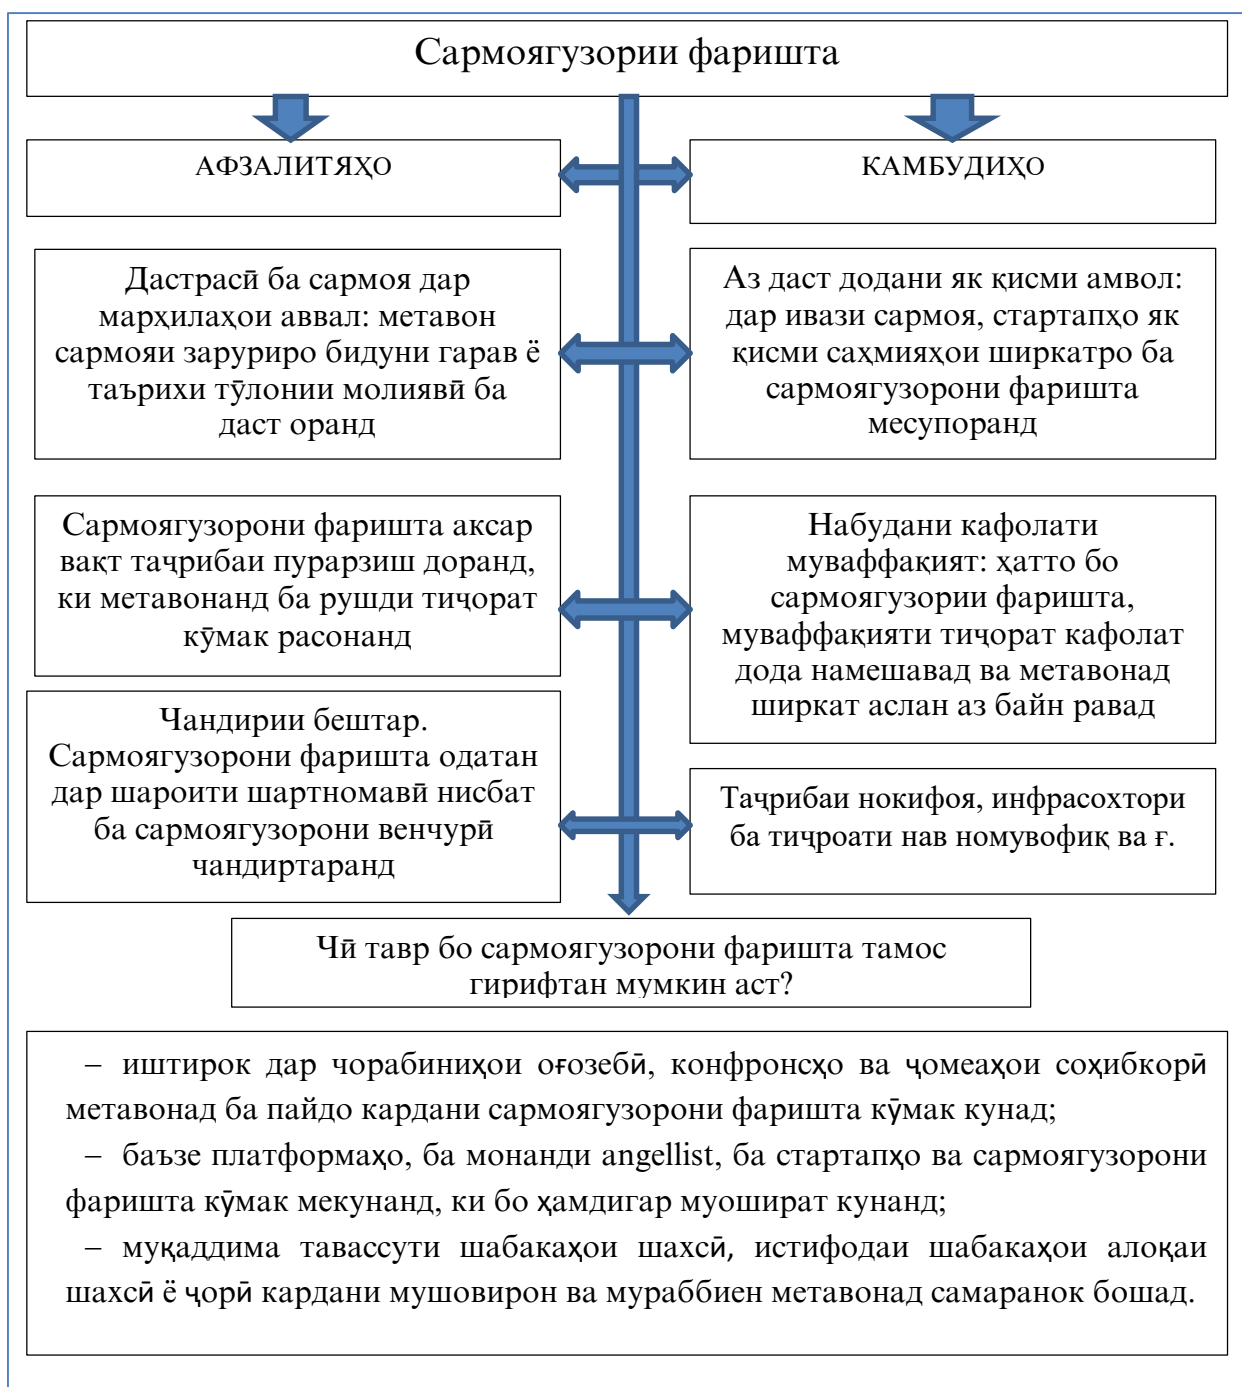 Сармоягузории фаришта
АФЗАЛИТЯҲО
КАМБУДИҲО
Дастрасӣ ба сармоя дар
марҳилаҳои аввал: метавон
сармояи заруриро бидуни гарав ё
таърихи тӯлонии молиявӣ ба
даст оранд
Аз даст додани як қисми амвол:
дар ивази сармоя, стартапҳо як
қисми саҳмияҳои ширкатро ба
сармоягузорони фаришта
месупоранд
Сармоягузорони фаришта аксар
вақт таҷрибаи пурарзиш доранд,
ки метавонанд ба рушди тиҷорат
кӯмак расонанд
Набудани кафолати
муваффақият: ҳатто бо
сармоягузории фаришта,
муваффақияти тиҷорат кафолат
дода намешавад ва метавонад
ширкат аслан аз байн равад
Чандирии бештар.
Сармоягузорони фаришта одатан
дар шароити шартномавӣ нисбат
ба сармоягузорони венчурӣ
чандиртаранд
Таҷрибаи нокифоя, инфрасохтори
ба тиҷроати нав номувофиқ ва ғ.
Чӣ тавр бо сармоягузорони фаришта тамос
гирифтан мумкин аст?
– иштирок дар чорабиниҳои оғозебӣ, конфронсҳо ва ҷомеаҳои соҳибкорӣ
метавонад ба пайдо кардани сармоягузорони фаришта кӯмак кунад;
– баъзе платформаҳо, ба монанди angellist, ба стартапҳо ва сармоягузорони
фаришта кӯмак мекунанд, ки бо ҳамдигар муошират кунанд;
– муқаддима тавассути шабакаҳои шахсӣ, истифодаи шабакаҳои алоқаи
шахсӣ ё ҷорӣ кардани мушовирон ва мураббиен метавонад самаранок бошад.